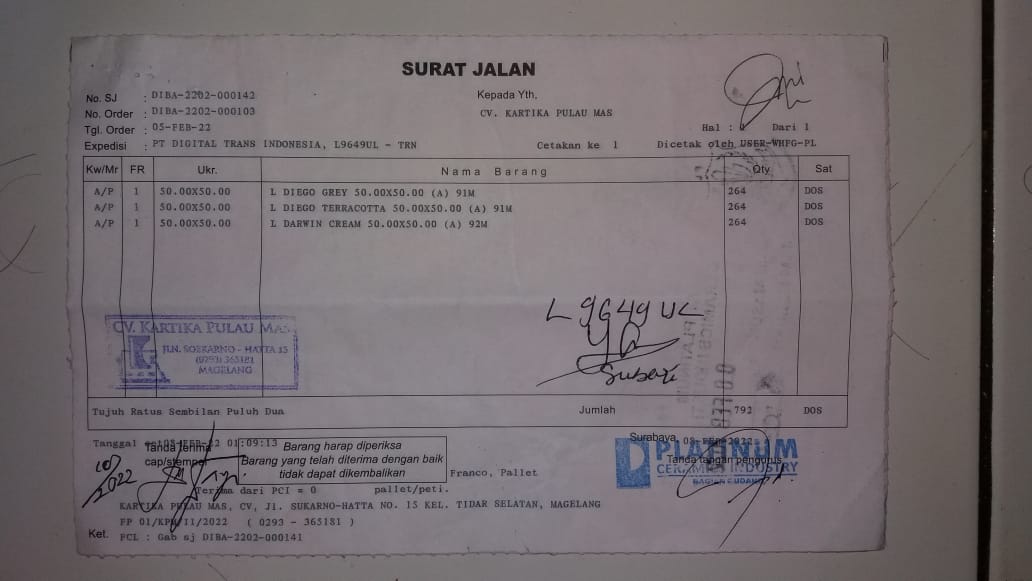 SURAT JALAN
No. SJ : DIBA-2202-000142
Kepada Yth,
No. Order : DIBA-2202-000103
CV. KARTIKA PULAU MAS
Tgl. Order : 05-FEB-22
Hal : 1 Dari 1
Expedisi : PT DIGITAL TRANS INDONESIA, L9649UL - TRN
Cetakan ke 1
Dicetak oleh USER-WHFG-PL
Kw/Mr FR Ukr. Nama Barang Qty Sat
A/P 1 50.00X50.00 L DIEGO GREY 50.00X50.00 (A) 91M 264 DOS
A/P 1 50.00X50.00 L DIEGO TERRACOTTA 50.00X50.00 (A) 91M 264 DOS
A/P 1 50.00X50.00 L DARWIN CREAM 50.00X50.00 (A) 92M 264 DOS
L 9649 UL
CV. KARTIKA PULAU MAS
JLN. SOEKARNO - HATTA 15
(0293) 365181
MAGELANG
Tujuh Ratus Sembilan Puluh Dua Jumlah 792 DOS
Tanggal 05-FEB-22 01:09:13
Tanda terima
cap/stempel
Barang harap diperiksa
Barang yang telah diterima dengan baik
tidak dapat dikembalikan
Franco, Pallet
Surabaya, 08-FEB-2022
Tanda tangan pengurus
PLATINUM
CERAMICS INDUSTRY
BAGIAN GUDANG
2022
Terima dari PCI = 0 pallet/peti.
KARTIKA PULAU MAS, CV, Jl. SUKARNO-HATTA NO. 15 KEL. TIDAR SELATAN, MAGELANG
FP 01/KPM/II/2022 ( 0293 - 365181 )
Ket. PCL : Gab sj DIBA-2202-000141